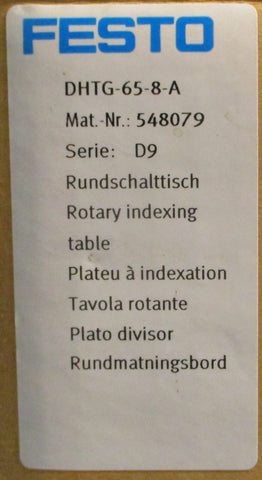 FESTO
DHTG-65-8-A
Mat.-Nr.: 548079
Serie: D9
Rundschalttisch
Rotary indexing
table
Plateu à indexation
Tavola rotante
Plato divisor
Rundmatningsbord